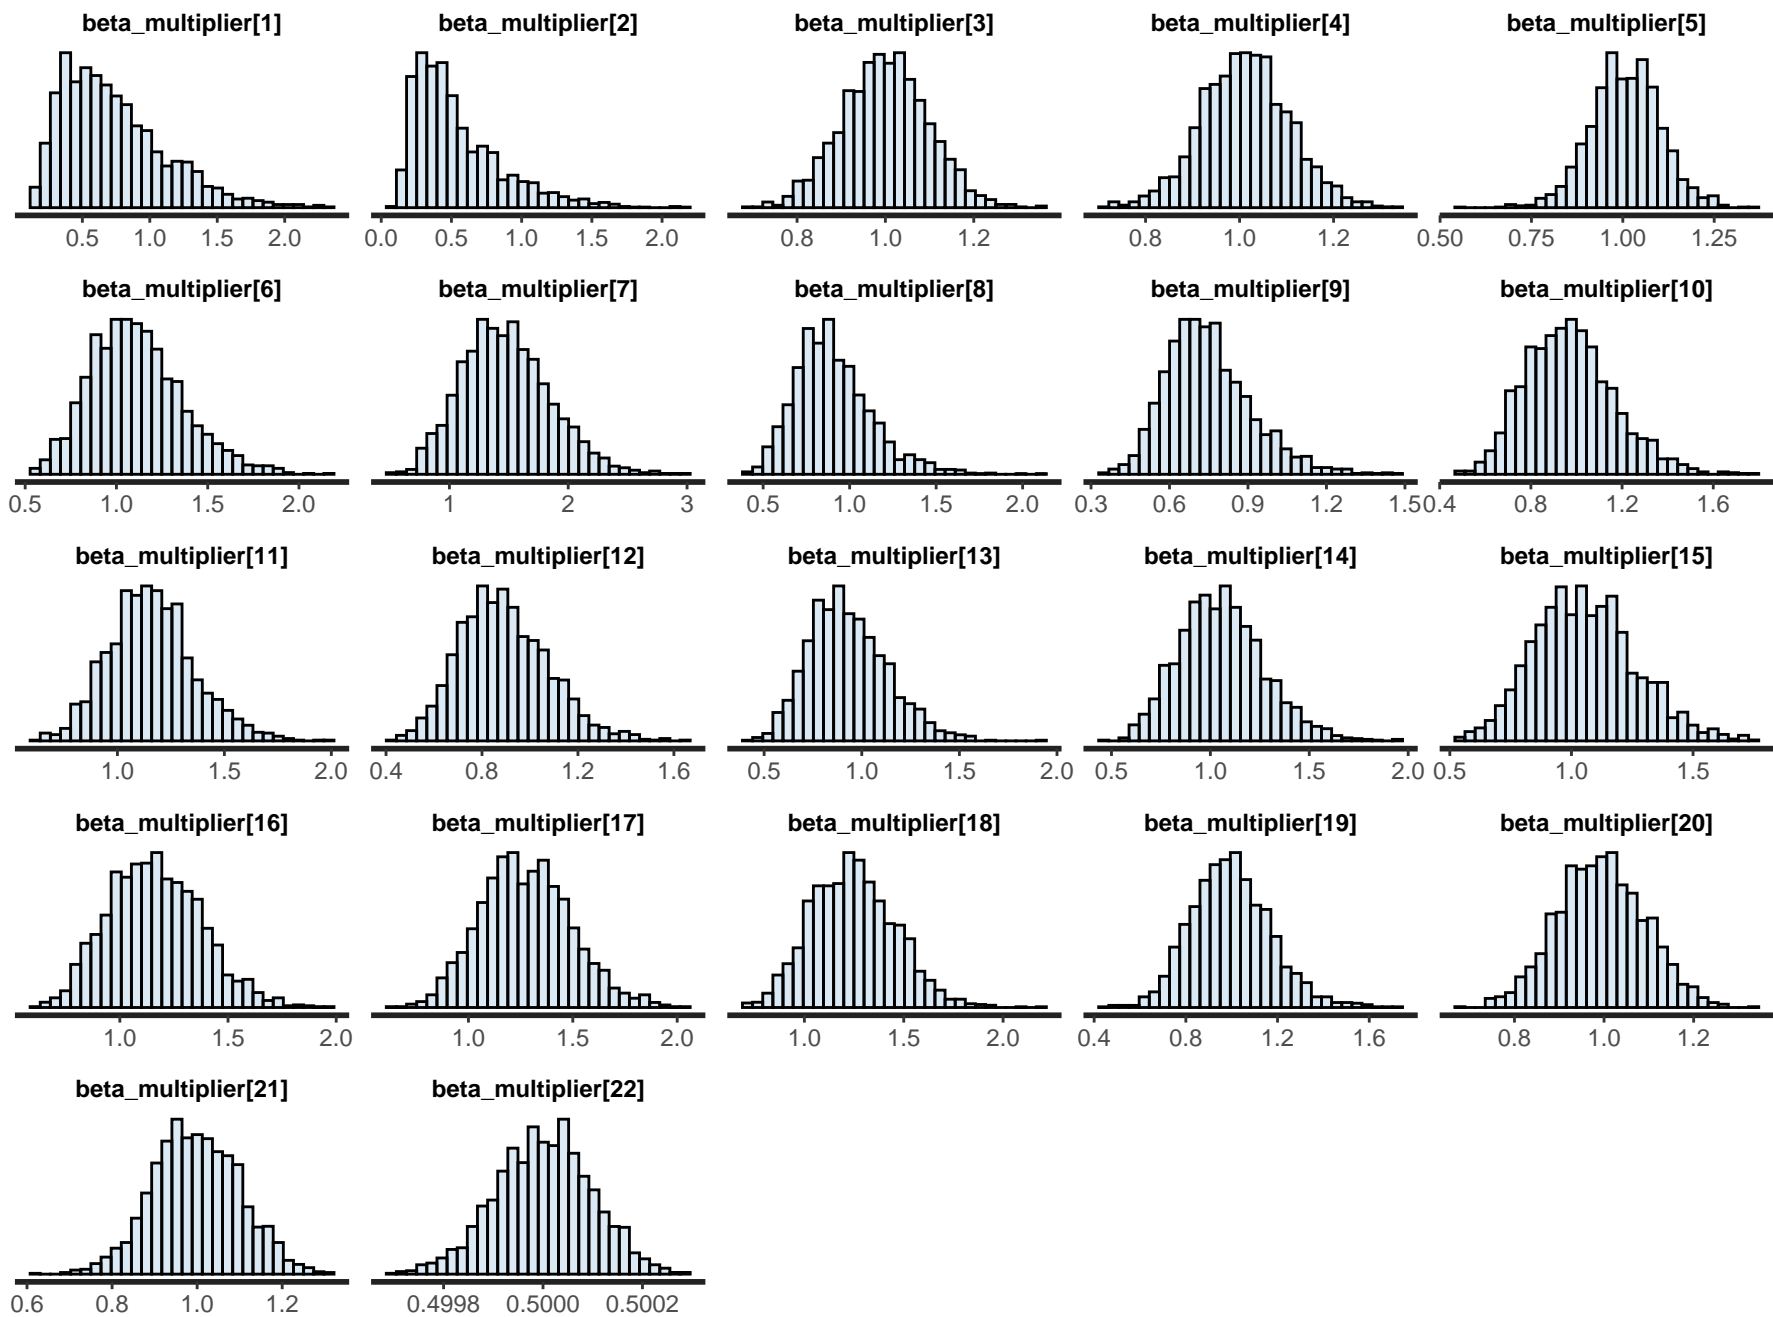 beta_multiplier[1] beta_multiplier[2] beta_multiplier[3] beta_multiplier[4] beta_multiplier[5]
0.5 1.0 1.5 2.0 0.0 0.5 1.0 1.5 2.0 0.8 1.0 1.2 0.8 1.0 1.2 0.50 0.75 1.00 1.25
beta_multiplier[6] beta_multiplier[7] beta_multiplier[8] beta_multiplier[9] beta_multiplier[10]
0.5 1.0 1.5 2.0 1 2 3 0.5 1.0 1.5 2.0 0.3 0.6 0.9 1.2 1.5 0.4 0.8 1.2 1.6
beta_multiplier[11] beta_multiplier[12] beta_multiplier[13] beta_multiplier[14] beta_multiplier[15]
1.0 1.5 2.0 0.4 0.8 1.2 1.6 0.5 1.0 1.5 2.0 0.5 1.0 1.5 2.0 0.5 1.0 1.5
beta_multiplier[16] beta_multiplier[17] beta_multiplier[18] beta_multiplier[19] beta_multiplier[20]
1.0 1.5 2.0 1.0 1.5 2.0 1.0 1.5 2.0 0.4 0.8 1.2 1.6 0.8 1.0 1.2
beta_multiplier[21] beta_multiplier[22]
0.6 0.8 1.0 1.2 0.4998 0.5000 0.5002